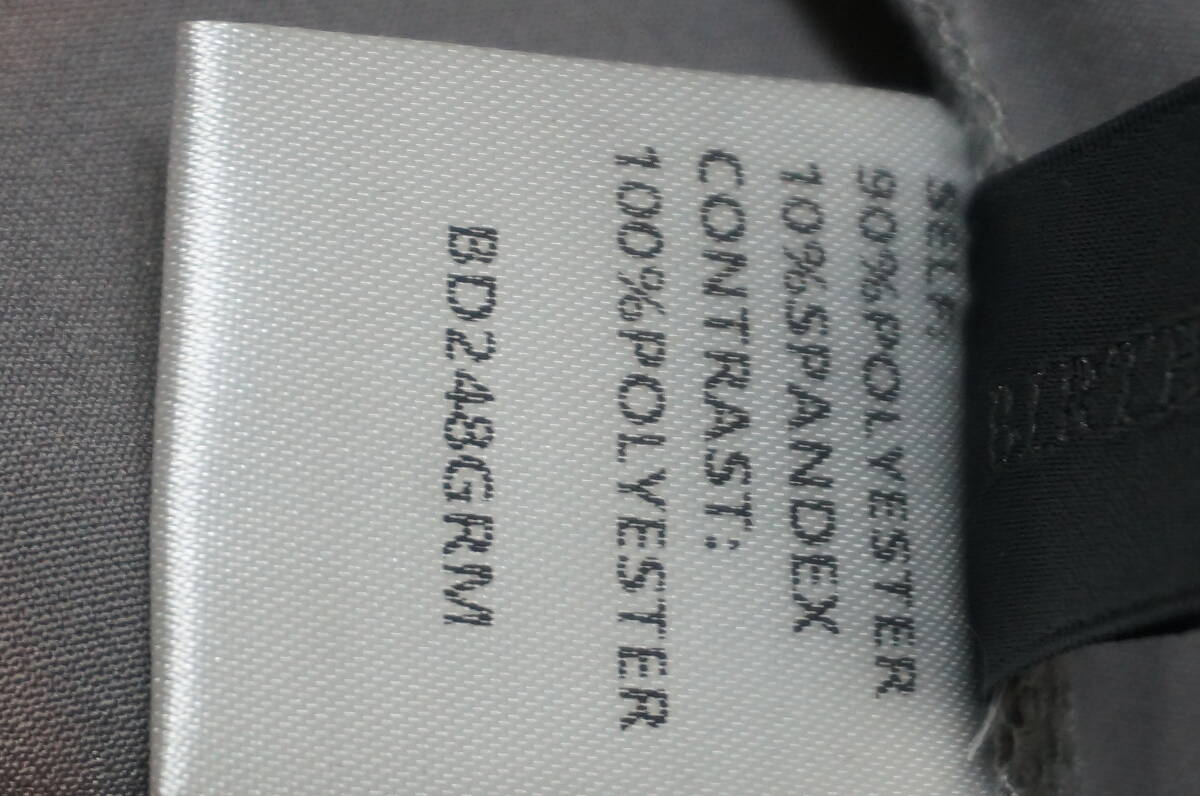 SELF:
90%POLYESTER
10%SPANDEX
CONTRAST:
100%POLYESTER
BD248GRM